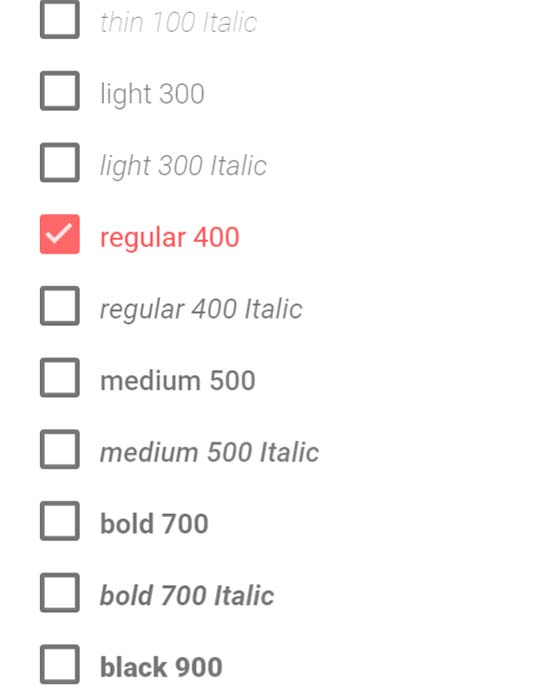 thin 100 Italic
light 300
light 300 Italic
regular 400
regular 400 Italic
medium 500
medium 500 Italic
bold 700
bold 700 Italic
black 900